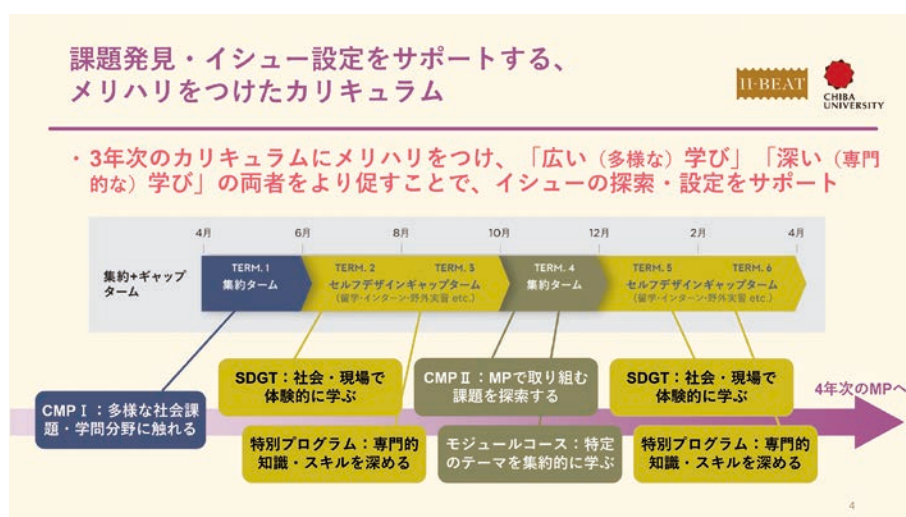 課題発見・イシュー設定をサポートする、
メリハリをつけたカリキュラム
II-BEAT
CHIBA
UNIVERSITY
・3年次のカリキュラムにメリハリをつけ、「広い（多様な）学び」「深い（専門
的な）学び」の両者をより促すことで、イシューの探索・設定をサポート
4月 6月 8月 10月 12月 2月 4月
集約+ギャップ
ターム
TERM. 1
集約ターム
TERM. 2 TERM. 3
セルフデザインギャップターム
（留学・インターン・野外実習 etc.）
TERM. 4
集約ターム
TERM. 5 TERM. 6
セルフデザインギャップターム
（留学・インターン・野外実習 etc.）
CMPⅠ：多様な社会課
題・学問分野に触れる
SDGT：社会・現場で
体験的に学ぶ
特別プログラム：専門的
知識・スキルを深める
CMPⅡ：MPで取り組む
課題を探索する
モジュールコース：特定
のテーマを集約的に学ぶ
SDGT：社会・現場で
体験的に学ぶ
特別プログラム：専門的
知識・スキルを深める
4年次のMPへ
4